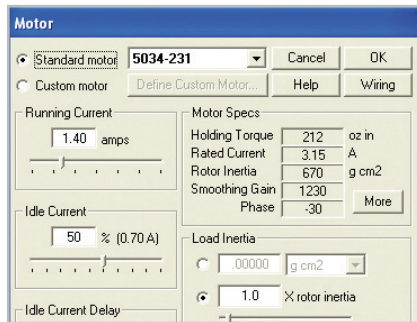 Motor
Standard motor 5034-231 Cancel OK
Custom motor Define Custom Motor... Help Wiring
Running Current
1.40 amps
Motor Specs
Holding Torque 212 oz in
Rated Current 3.15 A
Rotor Inertia 670 g cm2
Smoothing Gain 1230
Phase -30
More
Idle Current
50 % (0.70 A)
Load Inertia
.00000 g cm2
1.0 X rotor inertia
Idle Current Delay